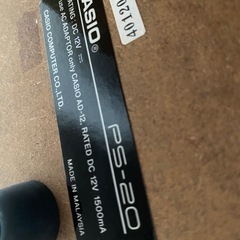 CASIO® PS-20
RATING DC 12V
use AC ADAPTOR only CASIO AD-12, RATED DC 12V 1500mA
CASIO COMPUTER CO.,LTD.
MADE IN
MALAYSIA